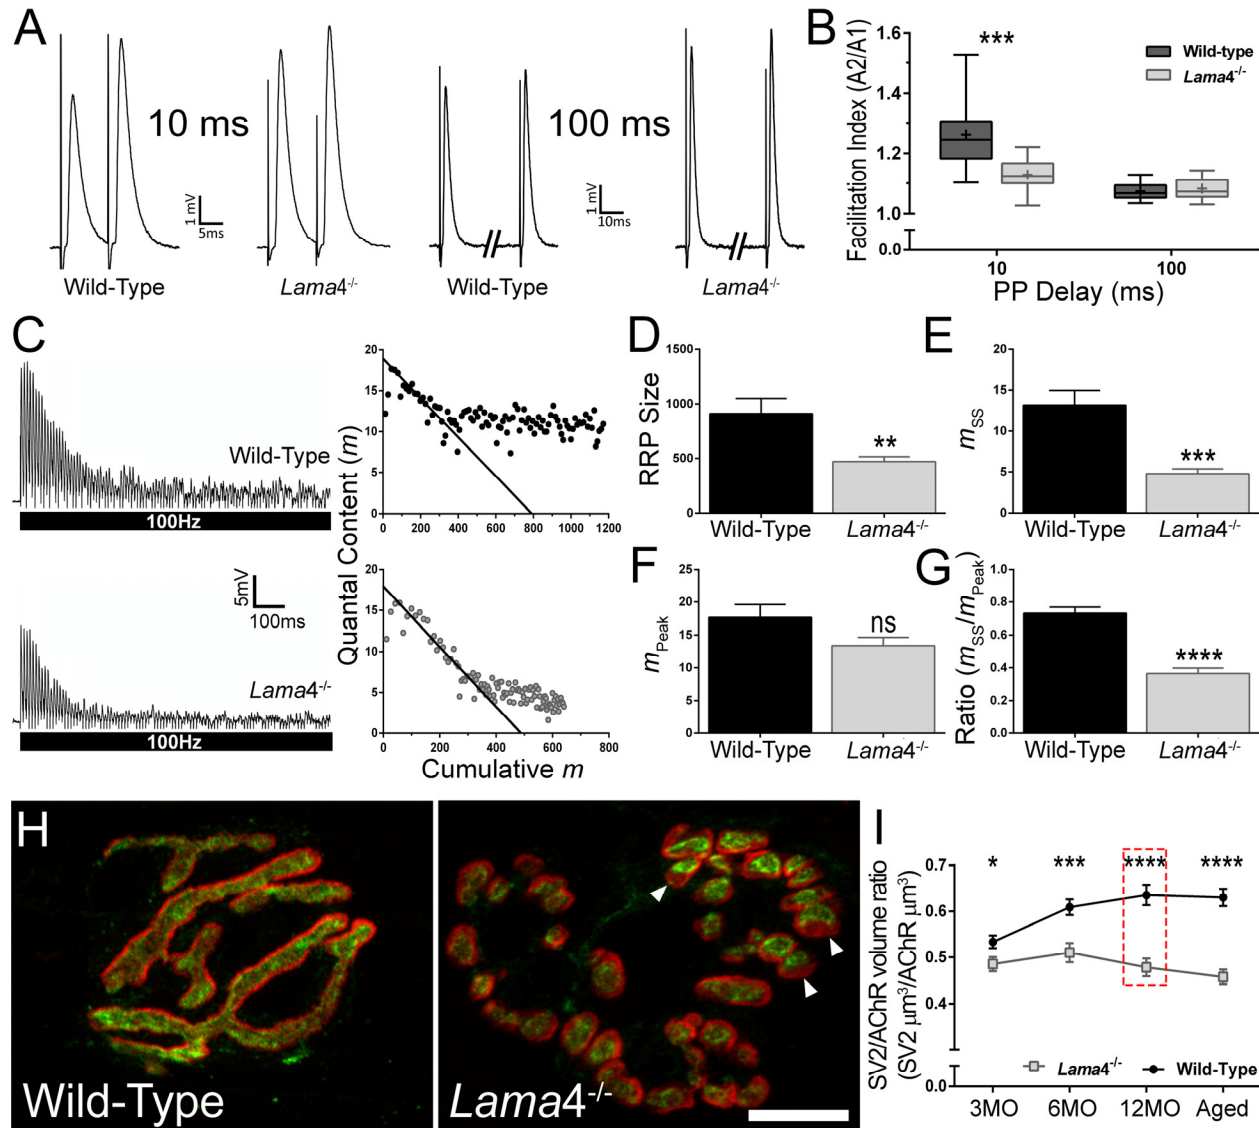 A
10 ms
100 ms
1 mV
5ms
1 mV
10ms
Wild-Type
Lama4-/-
Wild-Type
Lama4-/-
B
Facilitation Index (A2/A1)
1.6
1.4
1.2
1.0
0.0
***
Wild-type
Lama4-/-
10
100
PP Delay (ms)
C
Wild-Type
100Hz
5mV
100ms
Lama4-/-
100Hz
Quantal Content (m)
20
15
10
5
0
0 200 400 600 800 1000 1200
20
15
10
5
0
0 200 400 600 800
Cumulative m
D
RRP Size
1500
1000
500
0
**
Wild-Type Lama4-/-
E
mSS
20
15
10
5
0
***
Wild-Type Lama4-/-
F
mPeak
25
20
15
10
5
0
ns
Wild-Type Lama4-/-
G
Ratio (mSS/mPeak)
1.0
0.8
0.6
0.4
0.2
0.0
****
Wild-Type Lama4-/-
H
Wild-Type
Lama4-/-
I
SV2/AChR volume ratio
(SV2 μm³/AChR μm³)
0.7
0.6
0.5
0.4
0.0
* *** **** ****
Lama4-/- Wild-Type
3MO 6MO 12MO Aged